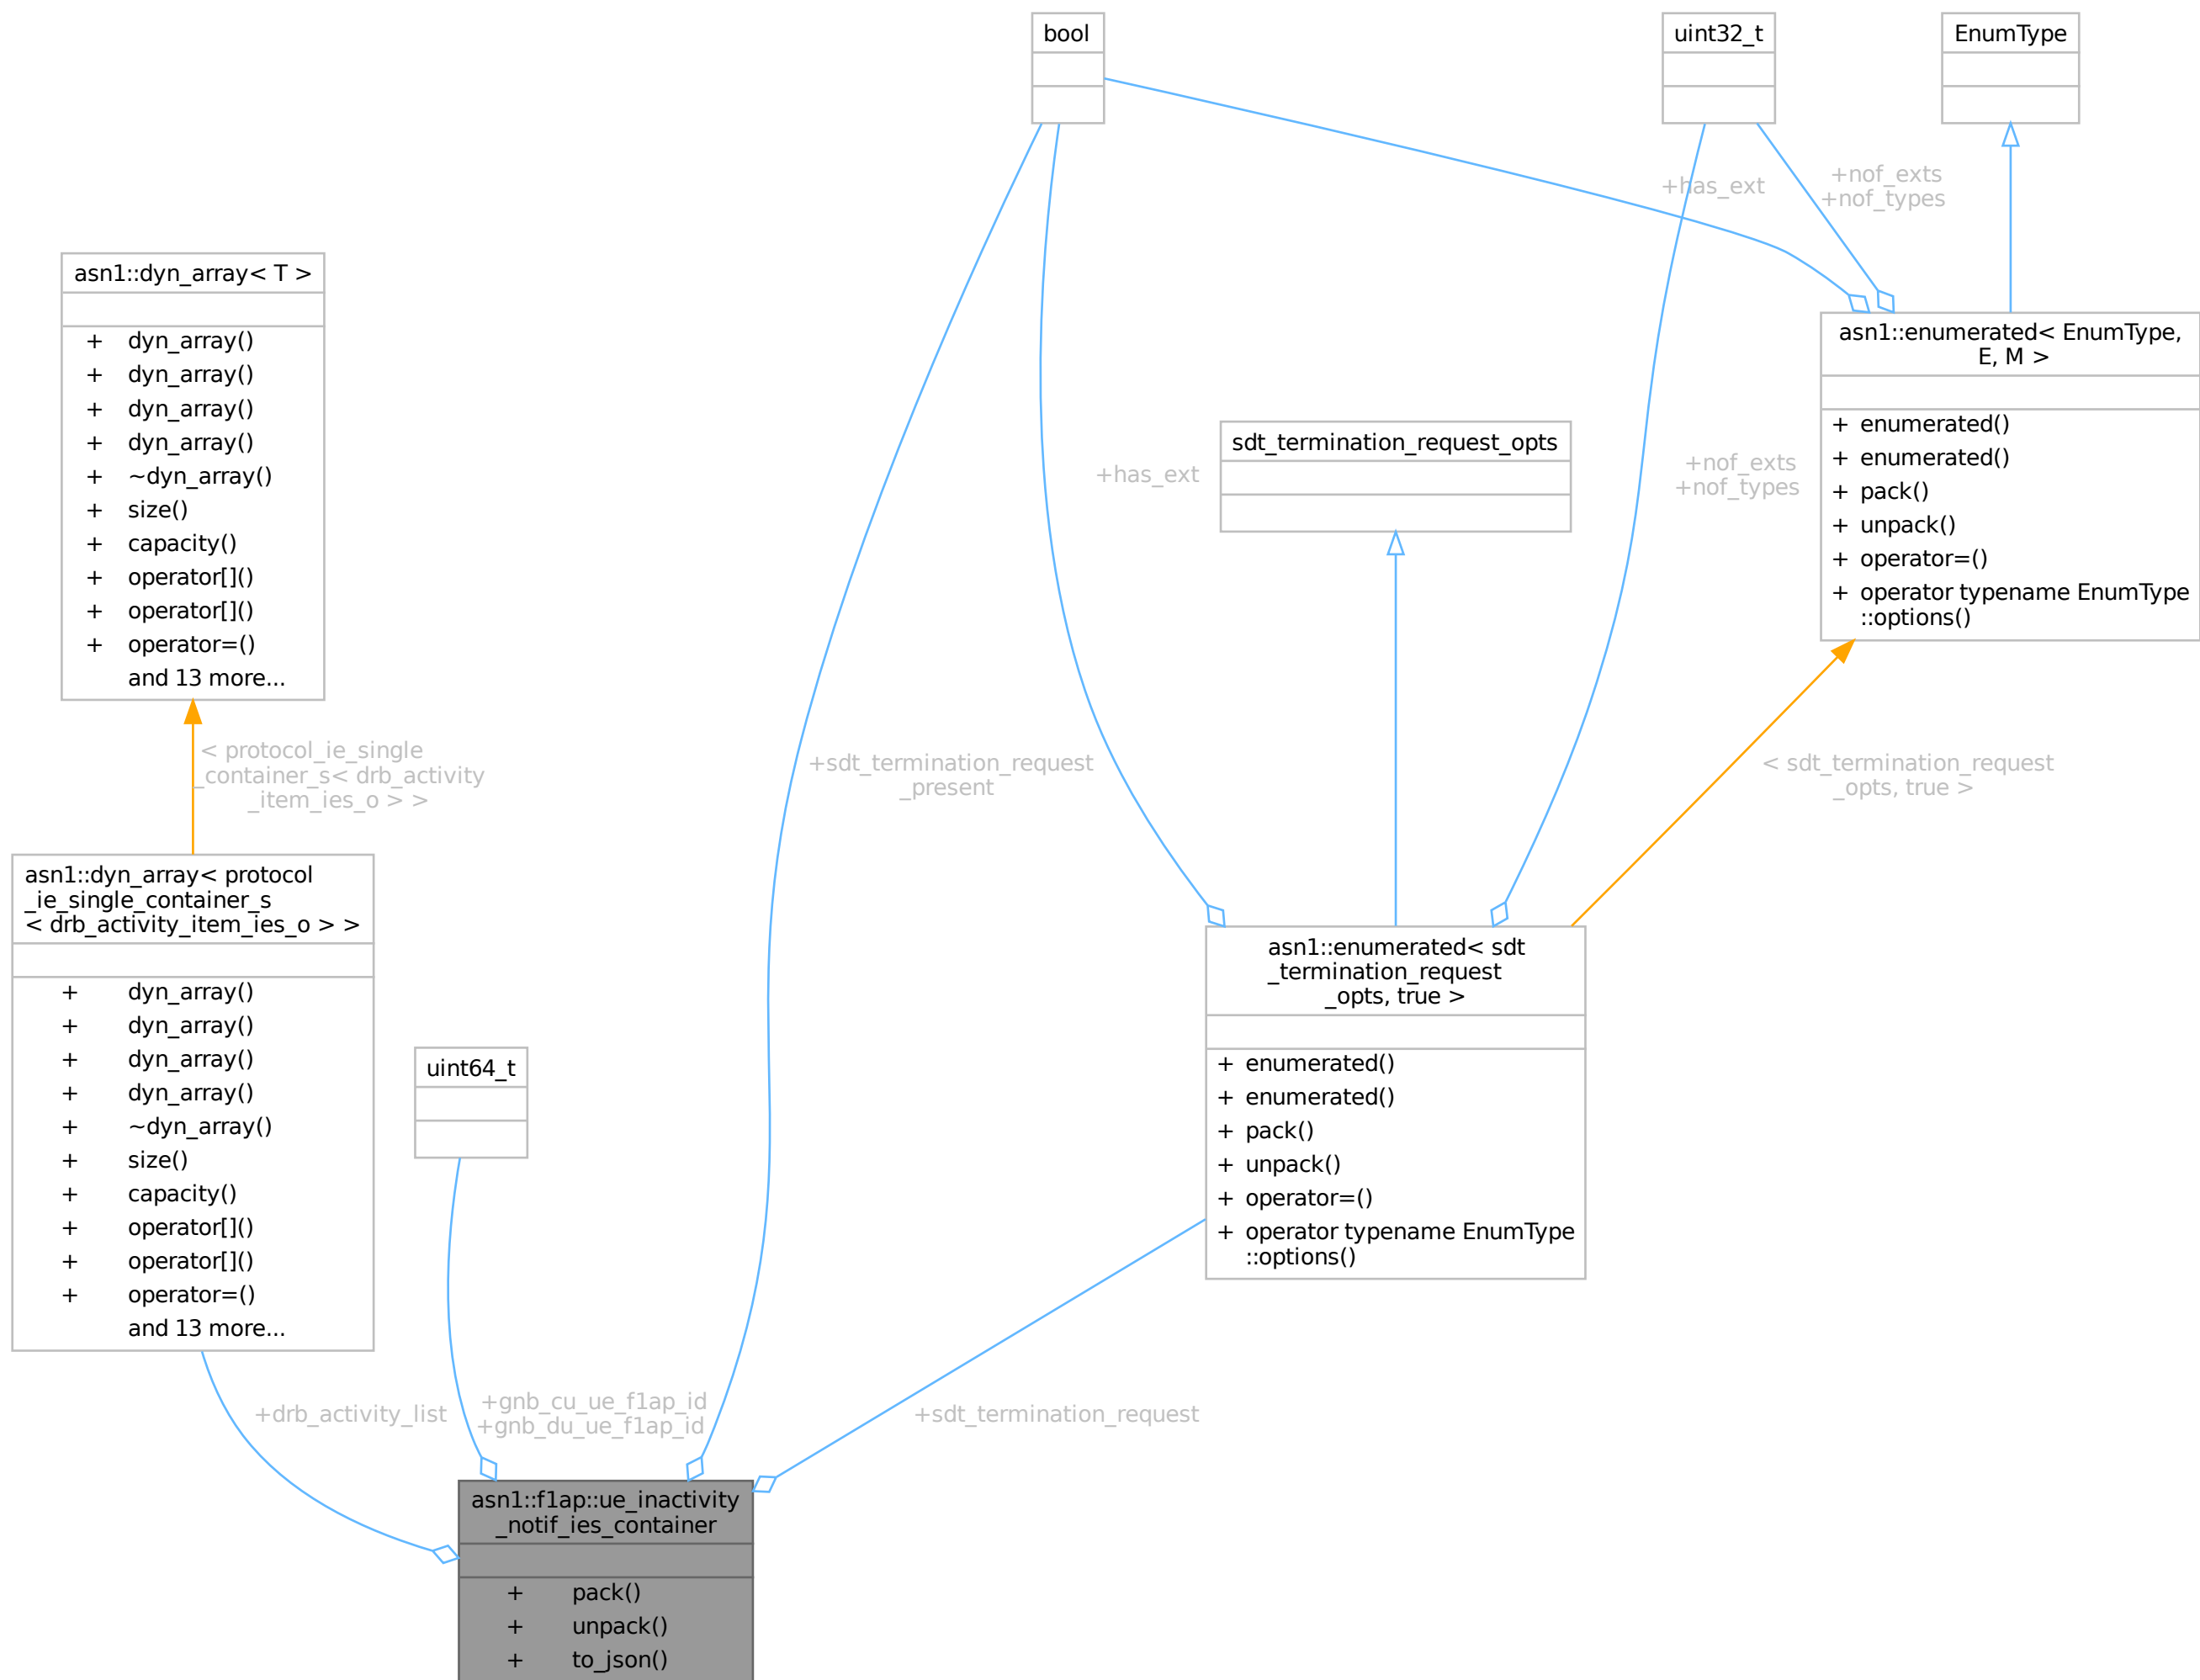 bool
uint32_t
EnumType
+has_ext
+nof_exts
+nof_types
asn1::dyn_array< T >
+ dyn_array()
+ dyn_array()
+ dyn_array()
+ dyn_array()
+ ~dyn_array()
+ size()
+ capacity()
+ operator[]()
+ operator[]()
+ operator=()
and 13 more...
asn1::enumerated< EnumType,
E, M >
+ enumerated()
+ enumerated()
+ pack()
+ unpack()
+ operator=()
+ operator typename EnumType
::options()
sdt_termination_request_opts
+has_ext
+nof_exts
+nof_types
< protocol_ie_single
_container_s< drb_activity
_item_ies_o > >
+sdt_termination_request
_present
< sdt_termination_request
_opts, true >
asn1::dyn_array< protocol
_ie_single_container_s
< drb_activity_item_ies_o > >
+ dyn_array()
+ dyn_array()
+ dyn_array()
+ dyn_array()
+ ~dyn_array()
+ size()
+ capacity()
+ operator[]()
+ operator[]()
+ operator=()
and 13 more...
uint64_t
asn1::enumerated< sdt
_termination_request
_opts, true >
+ enumerated()
+ enumerated()
+ pack()
+ unpack()
+ operator=()
+ operator typename EnumType
::options()
+drb_activity_list
+gnb_cu_ue_f1ap_id
+gnb_du_ue_f1ap_id
+sdt_termination_request
asn1::f1ap::ue_inactivity
_notif_ies_container
+ pack()
+ unpack()
+ to_json()